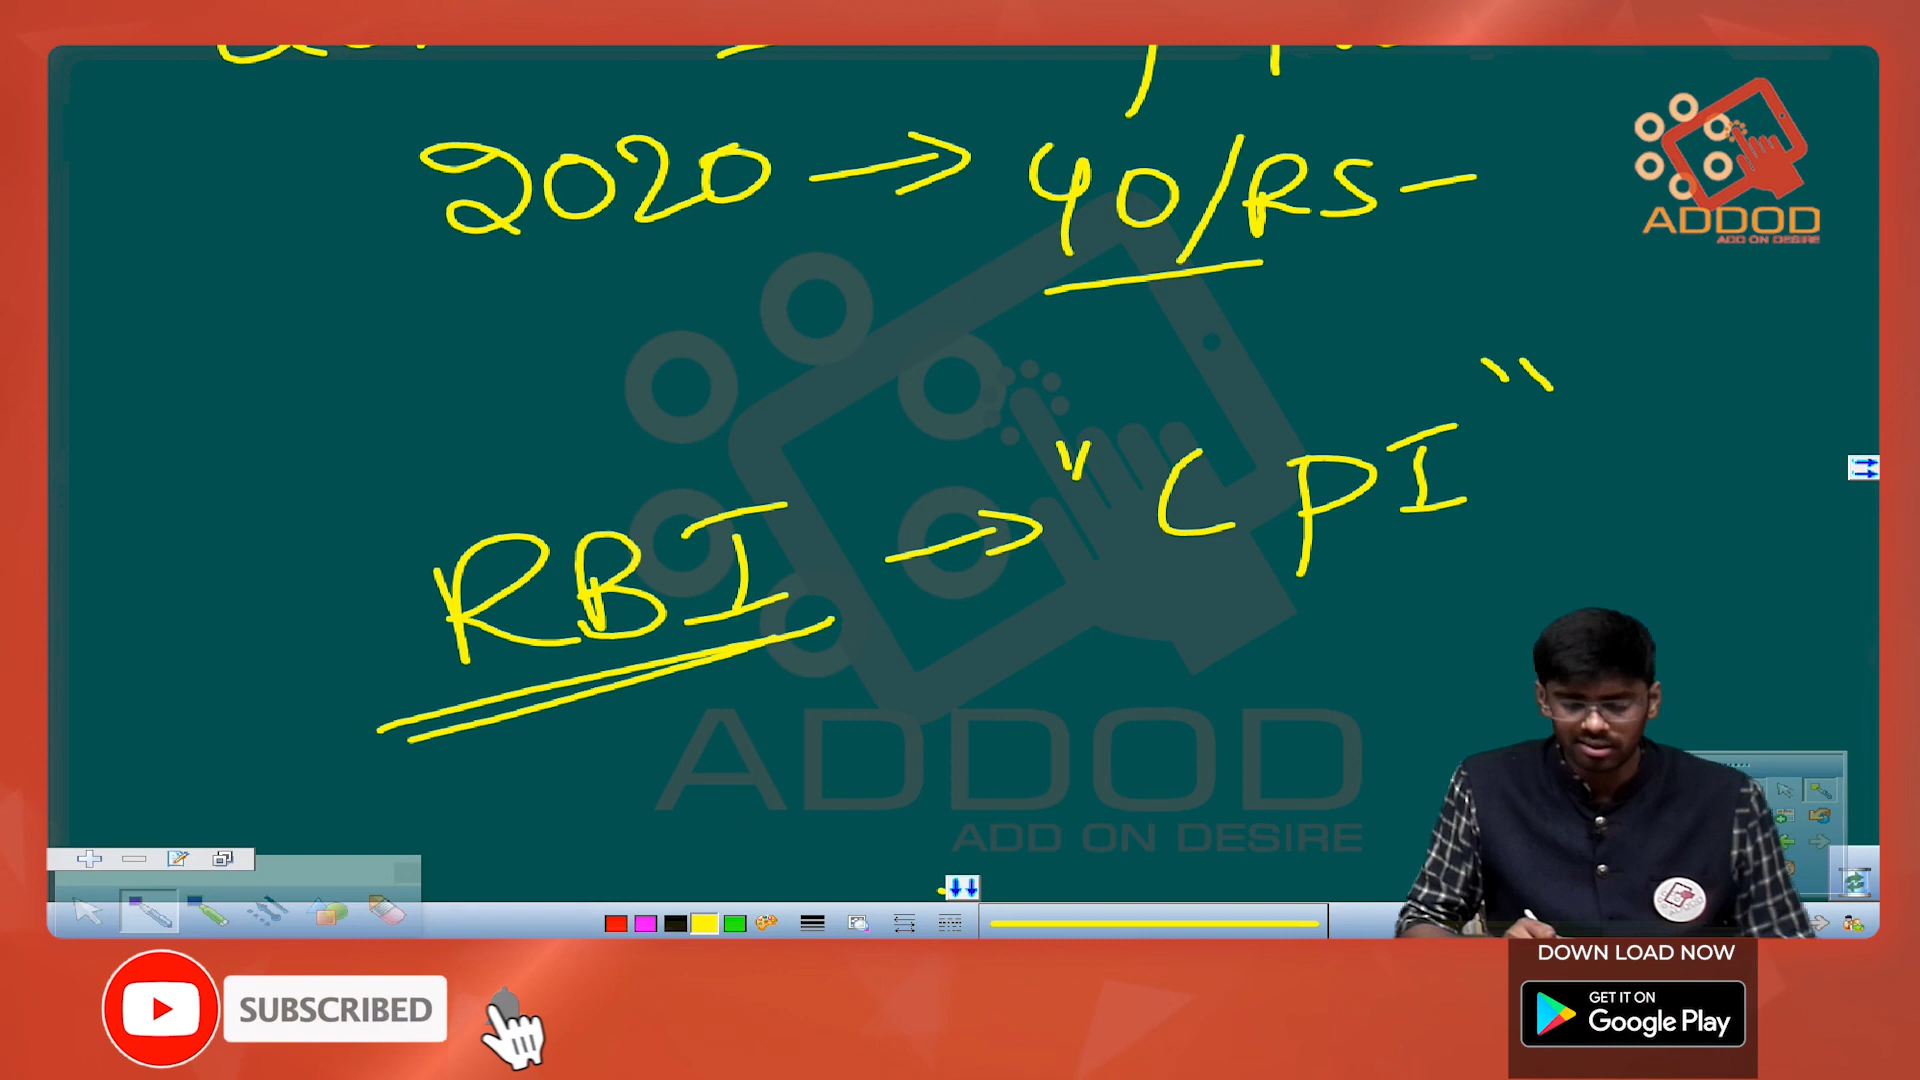 2020 → 40/RS —
RBI → "CPI"
ADDOD
ADD ON DESIRE
ADDOD
ADD ON DESIRE
SUBSCRIBED
DOWN LOAD NOW
GET IT ON
Google Play